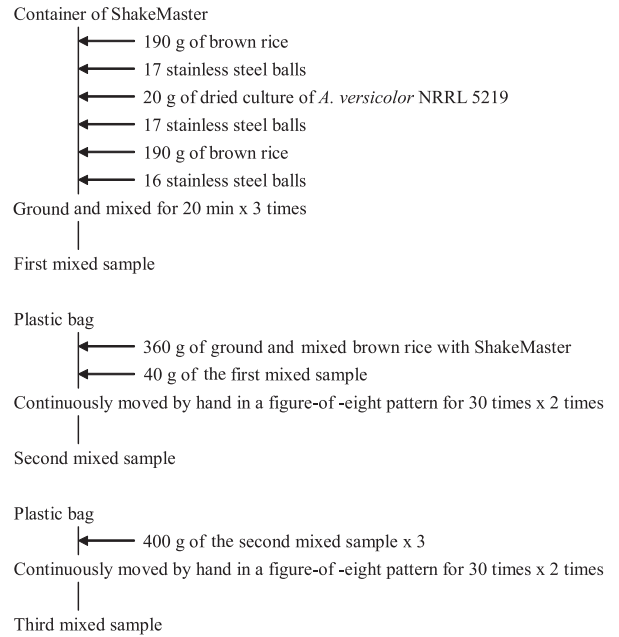 Container of ShakeMaster
190 g of brown rice
17 stainless steel balls
20 g of dried culture of A. versicolor NRRL 5219
17 stainless steel balls
190 g of brown rice
16 stainless steel balls
Ground and mixed for 20 min x 3 times
First mixed sample
Plastic bag
360 g of ground and mixed brown rice with ShakeMaster
40 g of the first mixed sample
Continuously moved by hand in a figure-of -eight pattern for 30 times x 2 times
Second mixed sample
Plastic bag
400 g of the second mixed sample x 3
Continuously moved by hand in a figure-of -eight pattern for 30 times x 2 times
Third mixed sample